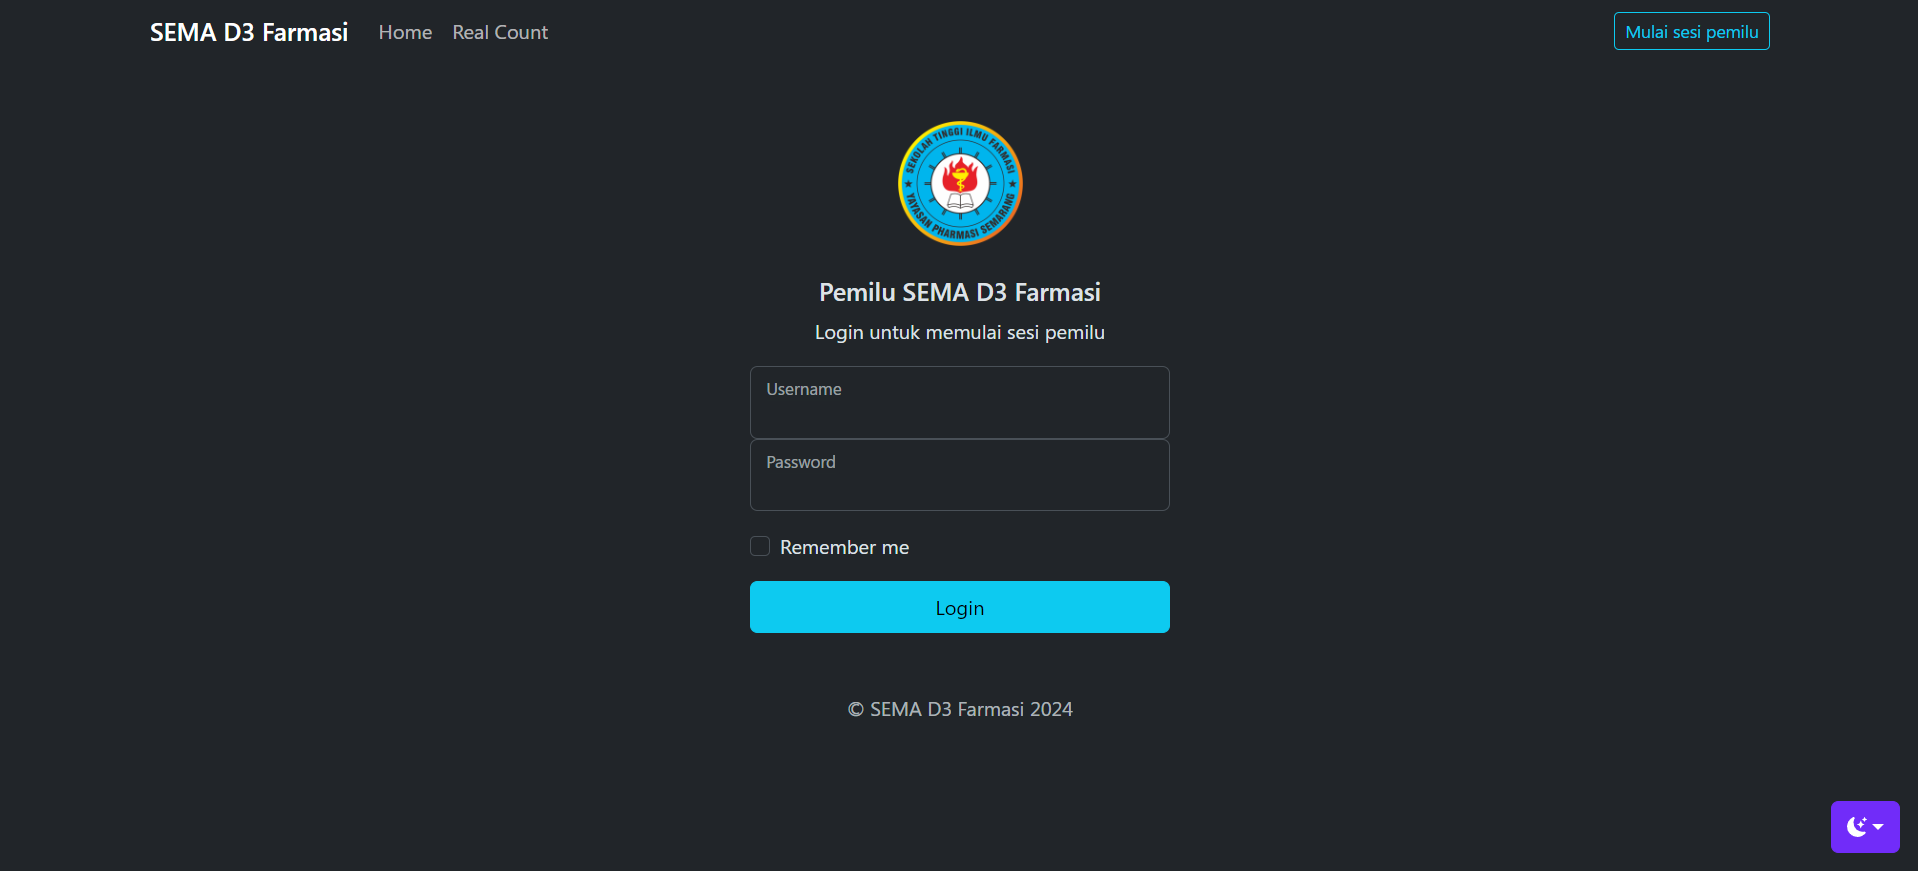 SEMA D3 Farmasi Home Real Count Mulai sesi pemilu
SEKOLAH TINGGI ILMU FARMASI
YAYASAN PHARMASI SEMARANG
Pemilu SEMA D3 Farmasi
Login untuk memulai sesi pemilu
Username
Password
Remember me
Login
© SEMA D3 Farmasi 2024